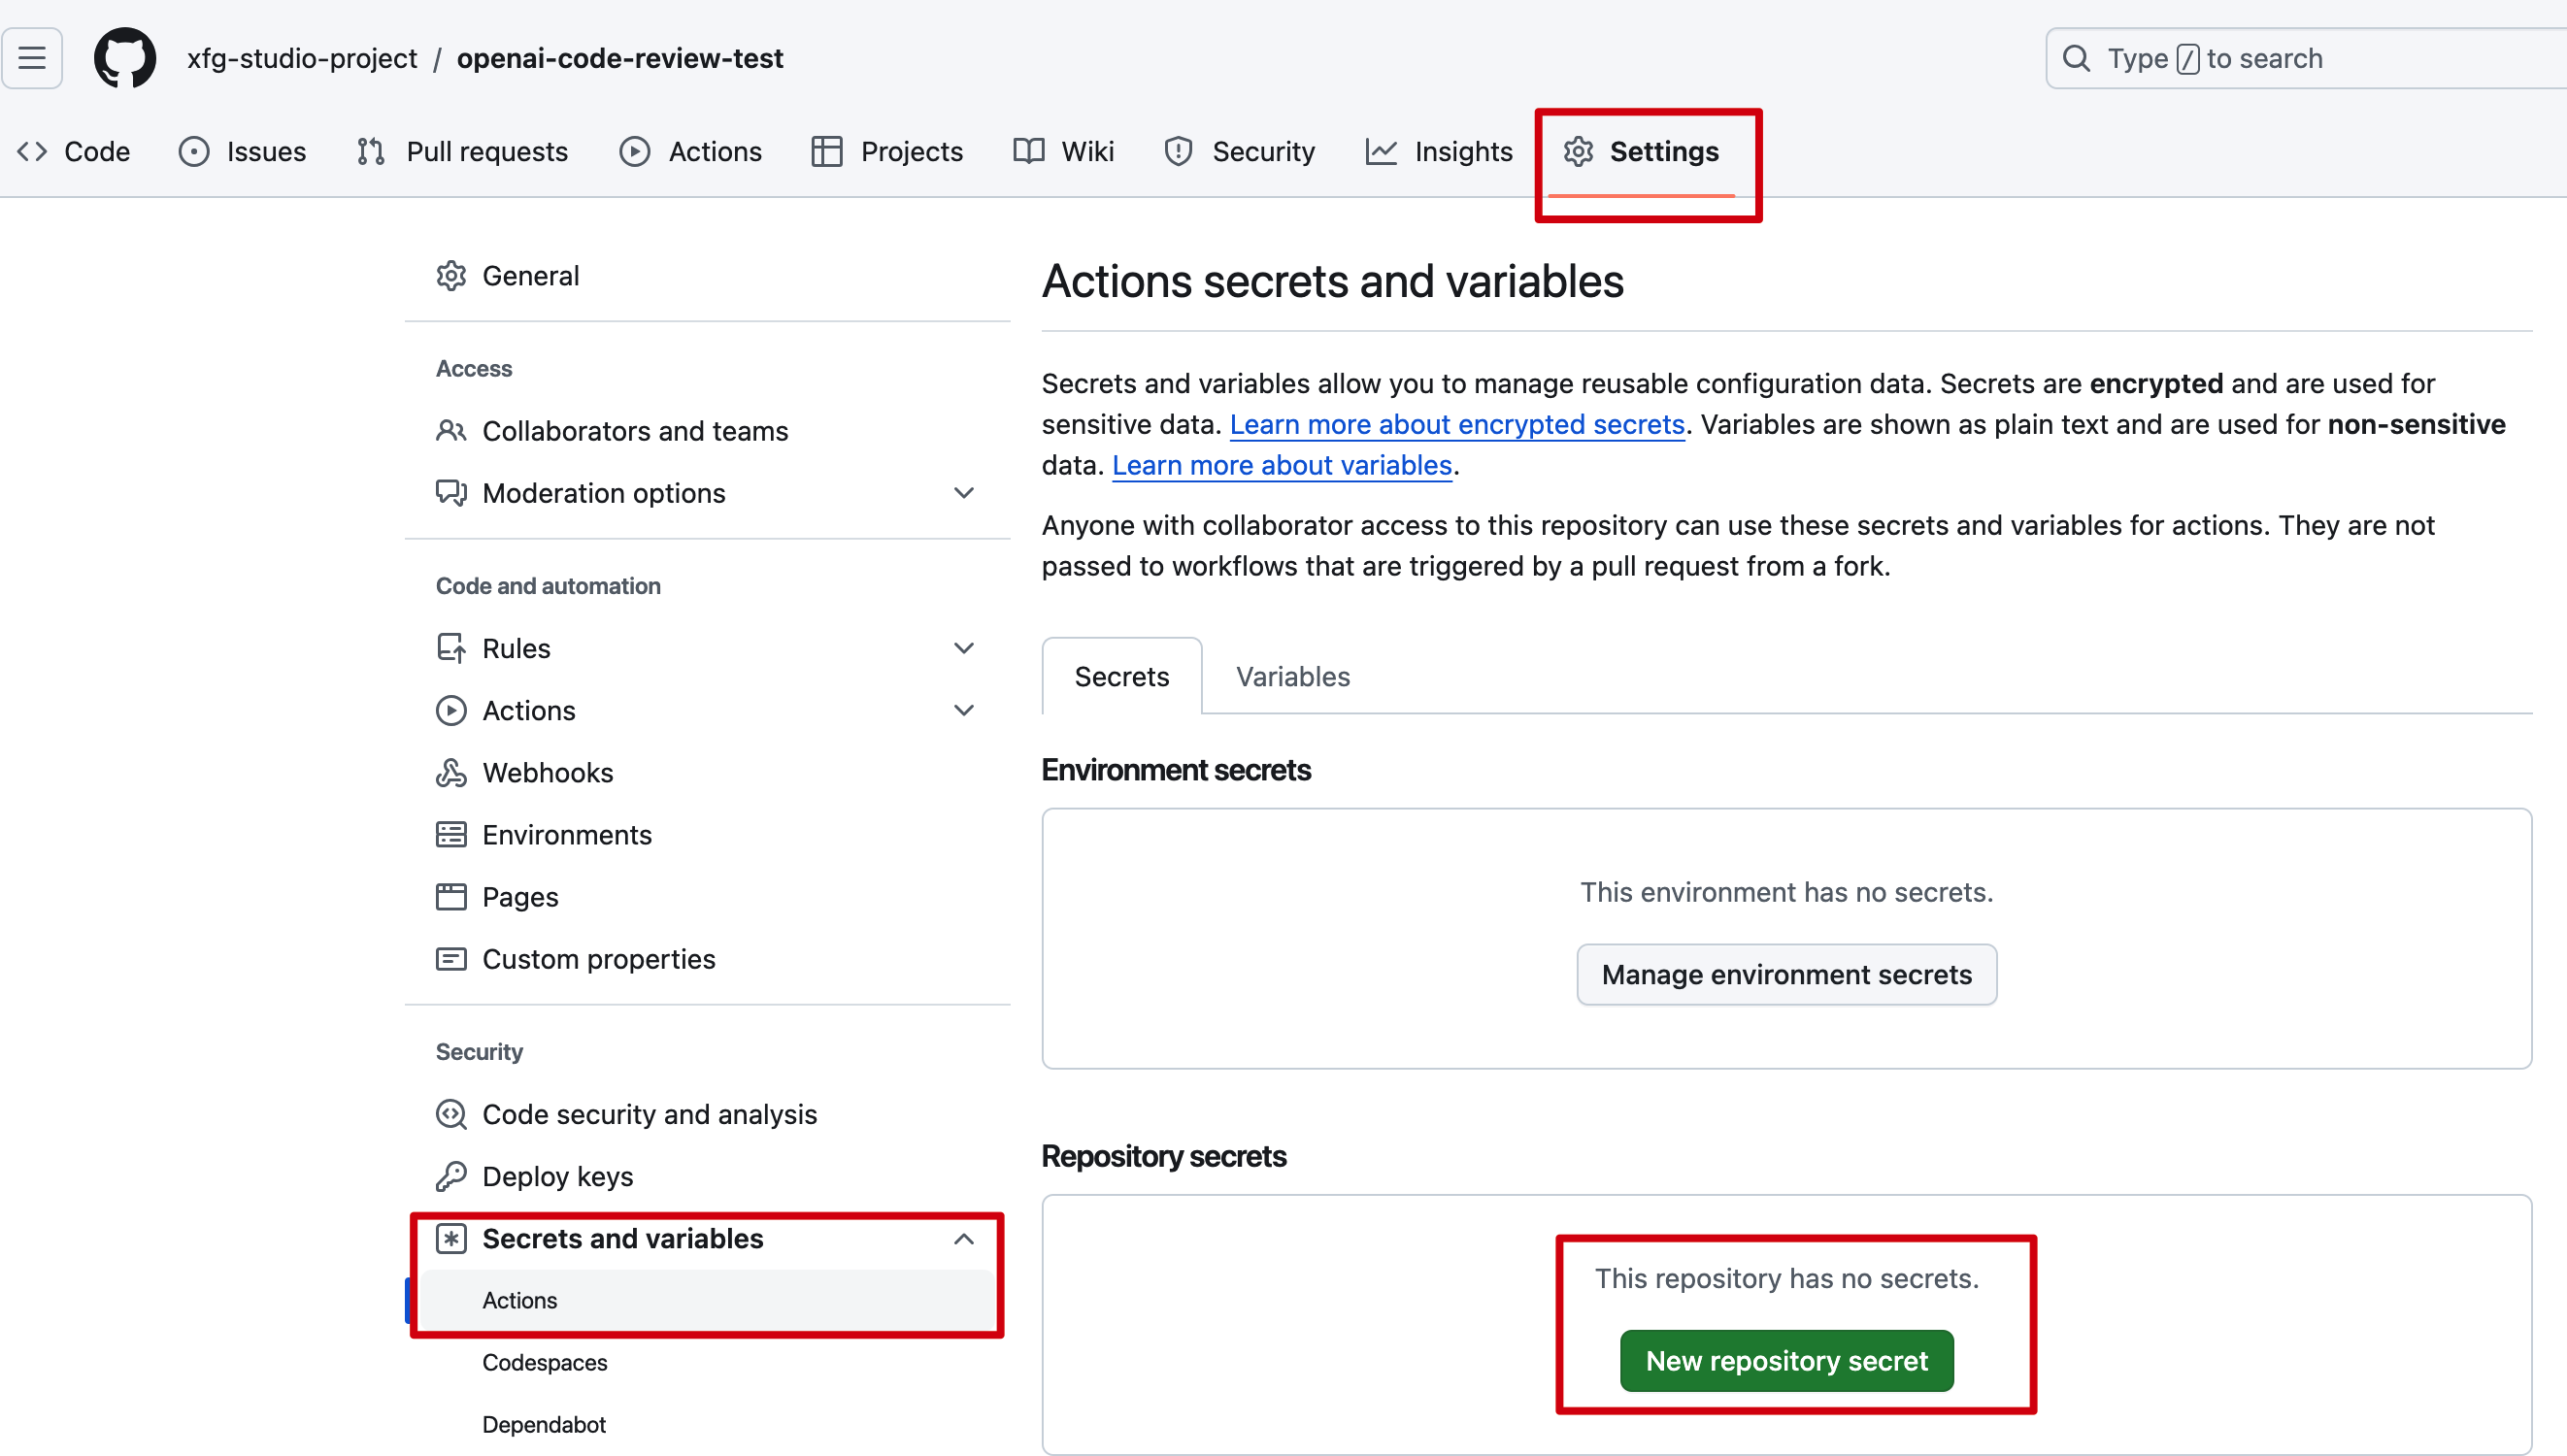 xfg-studio-project / openai-code-review-test
Type / to search
Code Issues Pull requests Actions Projects Wiki Security Insights Settings
General
Access
Collaborators and teams
Moderation options
Code and automation
Rules
Actions
Webhooks
Environments
Pages
Custom properties
Security
Code security and analysis
Deploy keys
Secrets and variables
Actions
Codespaces
Dependabot
Actions secrets and variables
Secrets and variables allow you to manage reusable configuration data. Secrets are encrypted and are used for
sensitive data. Learn more about encrypted secrets. Variables are shown as plain text and are used for non-sensitive
data. Learn more about variables.
Anyone with collaborator access to this repository can use these secrets and variables for actions. They are not
passed to workflows that are triggered by a pull request from a fork.
Secrets Variables
Environment secrets
This environment has no secrets.
Manage environment secrets
Repository secrets
This repository has no secrets.
New repository secret